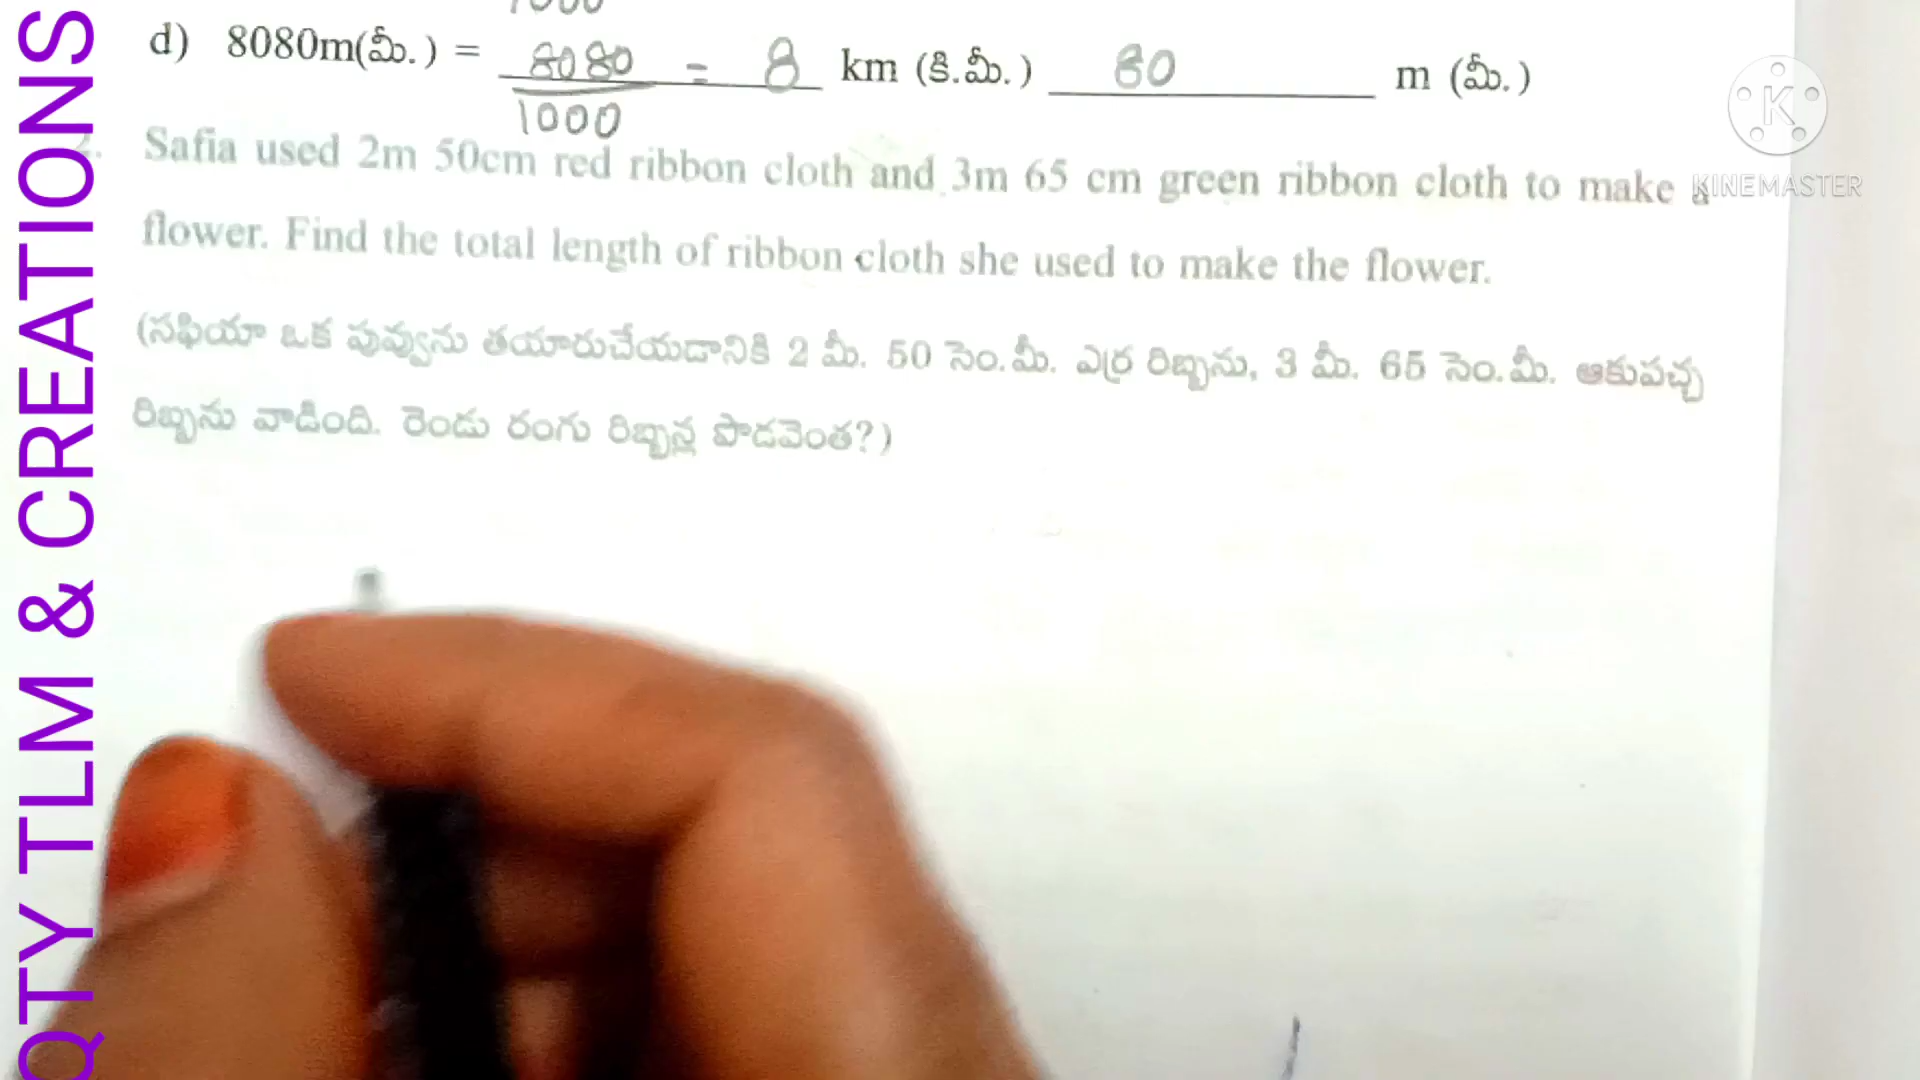 d) 8080m(మీ.) = 8080/1000 = 8 km (కి.మీ.) 80 m (మీ.)
2. Safia used 2m 50cm red ribbon cloth and 3m 65 cm green ribbon cloth to make a
flower. Find the total length of ribbon cloth she used to make the flower.
(సఫియా ఒక పువ్వును తయారుచేయడానికి 2 మీ. 50 సెం.మీ. ఎర్ర రిబ్బను, 3 మీ. 65 సెం.మీ. ఆకుపచ్చ
రిబ్బను వాడింది. రెండు రంగు రిబ్బన్ల పొడవెంత?)
QTY TLM & CREATIONS
K
KINEMASTER